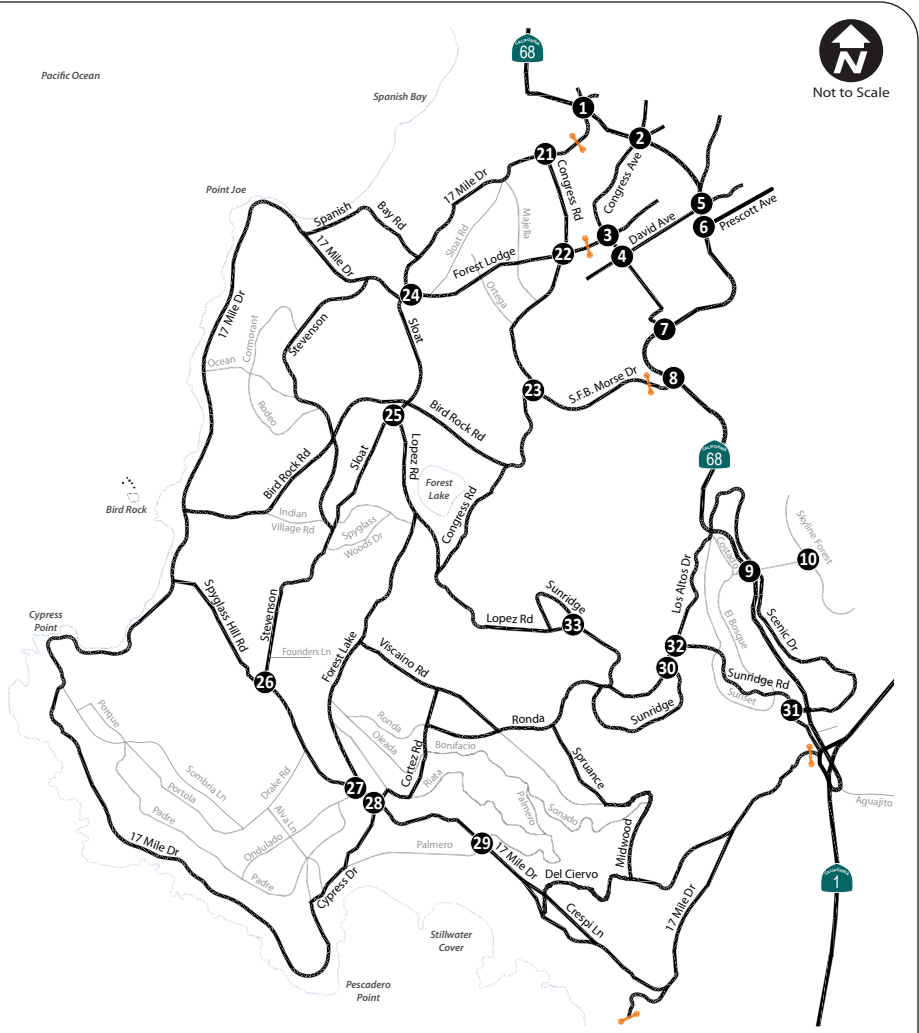 CALIFORNIA
68
N
Not to Scale
Pacific Ocean
Spanish Bay
1
2
17 Mile Dr
21
Congress Rd
Congress Ave
5
Point Joe
Spanish
Bay Rd
Majella
3
David Ave
6
Prescott Ave
17 Mile Dr
Sloat Rd
Forest Lodge
22
4
24
Ortega
17 Mile Dr
Cormorant
Stevenson
Sloat
7
Ocean
23
S.F.B. Morse Dr
8
Rodeo
25
Bird Rock Rd
Bird Rock Rd
Sloat
Lopez Rd
CALIFORNIA
68
Forest
Lake
Bird Rock
Indian
Village Rd
Spyglass
Woods Dr
Congress Rd
Skyline Forest
Costado
9
10
Los Altos Dr
Spyglass Hill Rd
Stevenson
Sunridge
El Bosque
Scenic Dr
Cypress
Point
Lopez Rd
33
32
Founders Ln
Forest Lake
Viscaino Rd
30
26
Sunridge Rd
Sunset
Porque
Ronda
Ronda
Sunridge
31
Oleada
Bonifacio
Cortez Rd
Sombria Ln
Portola
Drake Rd
Riata
Spruance
27
28
Palmero
Sonado
Aguajito
Padre
Alva Ln
17 Mile Dr
Ondulado
Palmero
29
17 Mile Dr
Midwood
Padre
Cypress Dr
Del Ciervo
CALIFORNIA
1
Crespi Ln
17 Mile Dr
Stillwater
Cover
Pescadero
Point